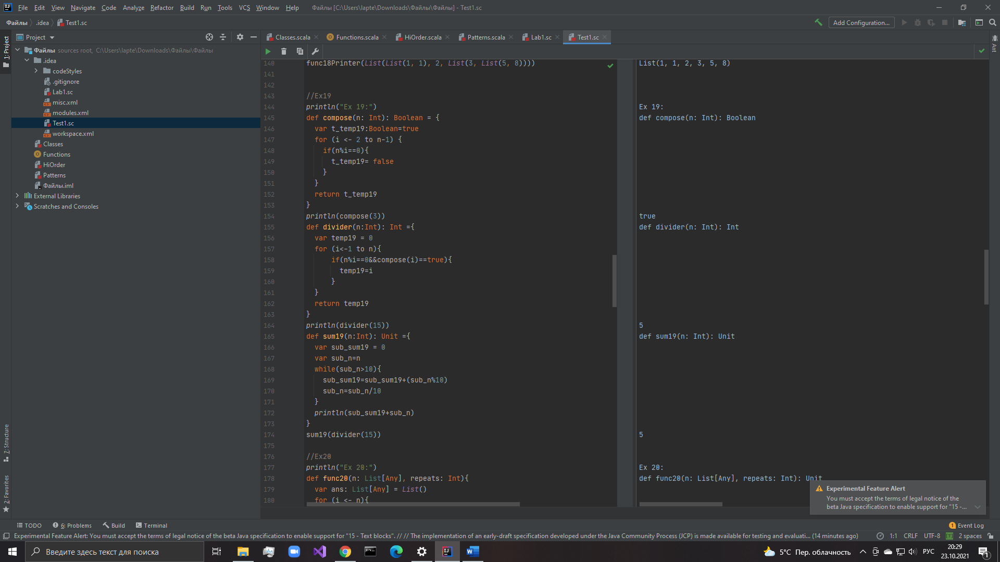 File Edit View Navigate Code Analyze Refactor Build Run Tools VCS Window Help Файлы [C:\Users\lapte\Downloads\Файлы\Файлы] - Test1.sc
Файлы .idea Test1.sc Add Configuration...
1: Project
Project
Classes.scala Functions.scala HiOrder.scala Patterns.scala Lab1.sc Test1.sc
Ant
Файлы sources root, C:\Users\lapte\Downloads\Файлы\Файлы
.idea
codeStyles
.gitignore
Lab1.sc
misc.xml
modules.xml
Test1.sc
workspace.xml
Classes
Functions
HiOrder
Patterns
Файлы.iml
External Libraries
Scratches and Consoles
7: Structure
2: Favorites
140 func18Printer(List(List(1, 1), 2, List(3, List(5, 8))))
141
142
143 //Ex19
144 println("Ex 19:")
145 def compose(n: Int): Boolean = {
146 var t_temp19:Boolean=true
147 for (i <- 2 to n-1) {
148 if(n%i==0){
149 t_temp19= false
150 }
151 }
152 return t_temp19
153 }
154 println(compose(3))
155 def divider(n:Int): Int ={
156 var temp19 = 0
157 for (i<-1 to n){
158 if(n%i==0&&compose(i)==true){
159 temp19=i
160 }
161 }
162 return temp19
163 }
164 println(divider(15))
165 def sum19(n:Int): Unit ={
166 var sub_sum19 = 0
167 var sub_n=n
168 while(sub_n>10){
169 sub_sum19=sub_sum19+(sub_n%10)
170 sub_n=sub_n/10
171 }
172 println(sub_sum19+sub_n)
173 }
174 sum19(divider(15))
175
176 //Ex20
177 println("Ex 20:")
178 def func20(n: List[Any], repeats: Int){
179 var ans: List[Any] = List()
180 for (i <- n){
List(1, 1, 2, 3, 5, 8)
Ex 19:
def compose(n: Int): Boolean
true
def divider(n: Int): Int
5
def sum19(n: Int): Unit
5
Ex 20:
def func20(n: List[Any], repeats: Int): Unit
Experimental Feature Alert
You must accept the terms of legal notice of the
beta Java specification to enable support for "15 -...
TODO 6: Problems Build Terminal 1 Event Log
Experimental Feature Alert: You must accept the terms of legal notice of the beta Java specification to enable support for "15 - Text blocks". // // The implementation of an early-draft specification developed under the Java Community Process (JCP) is made available for testing and evaluati... (14 minutes ago) 1:1 CRLF UTF-8 [T] 2 spaces
Введите здесь текст для поиска 5°C Пер. облачность РУС 20:29
23.10.2021
1